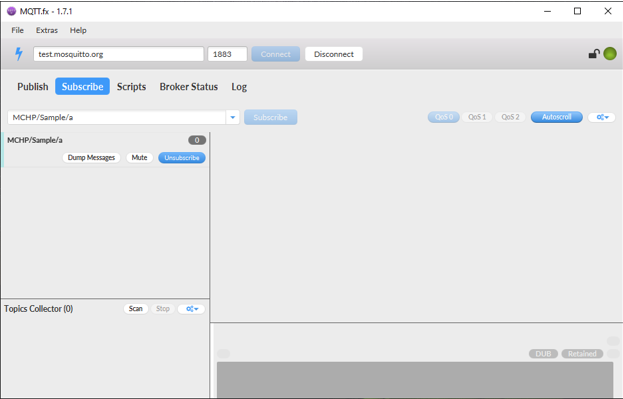 MQTT.fx - 1.7.1
File Extras Help
test.mosquitto.org 1883 Connect Disconnect
Publish Subscribe Scripts Broker Status Log
MCHP/Sample/a Subscribe QoS 0 QoS 1 QoS 2 Autoscroll
MCHP/Sample/a 0
Dump Messages Mute Unsubscribe
Topics Collector (0) Scan Stop
DUB Retained